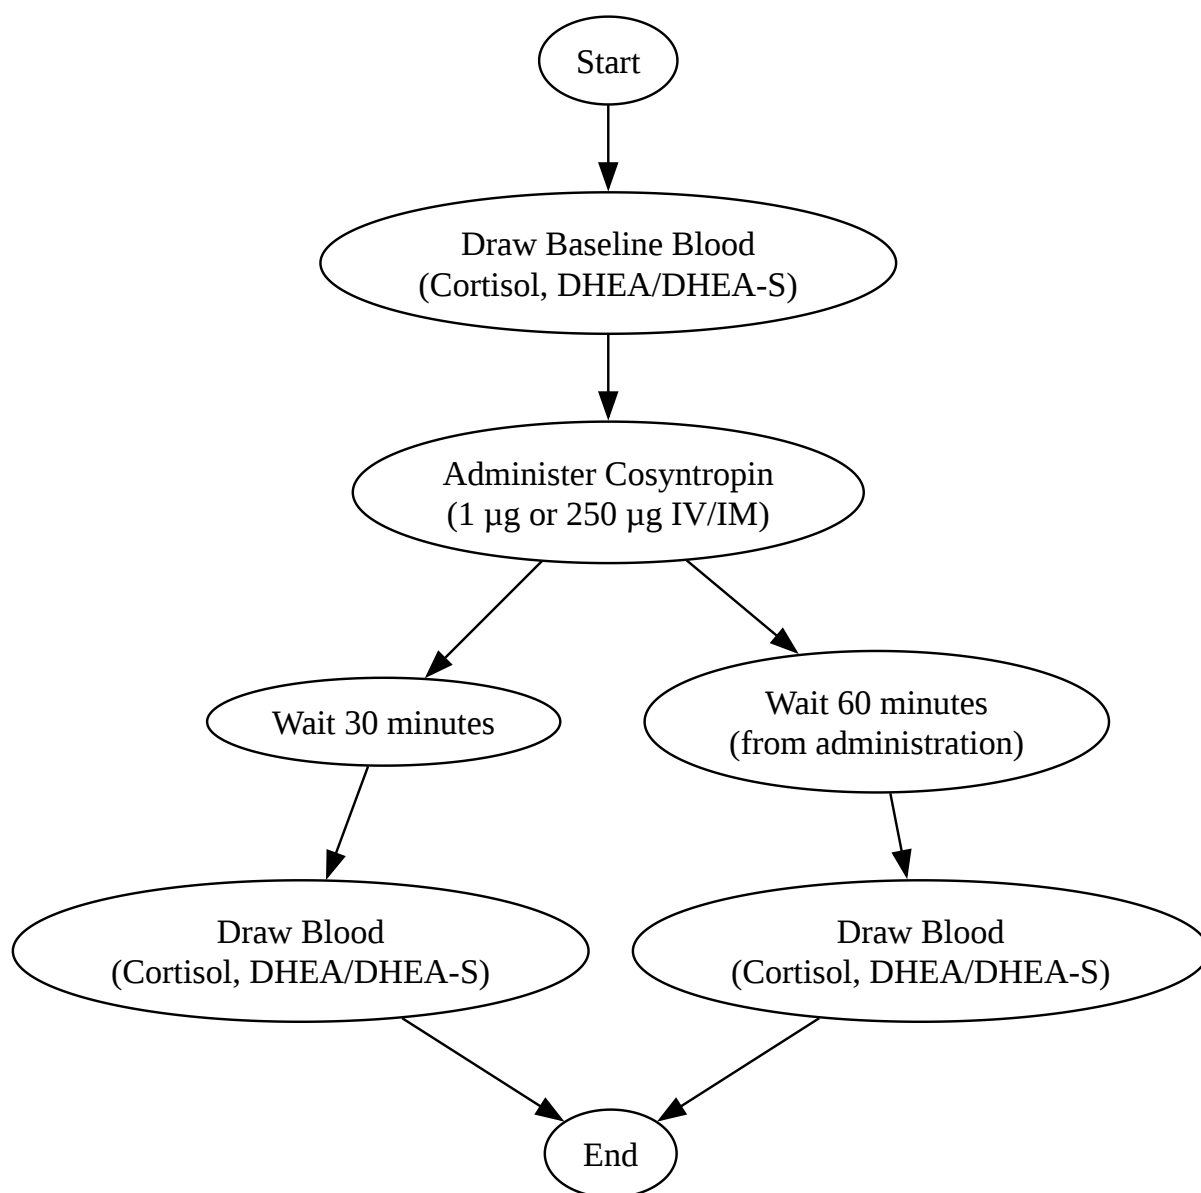 Start
Draw Baseline Blood
(Cortisol, DHEA/DHEA-S)
Administer Cosyntropin
(1 µg or 250 µg IV/IM)
Wait 30 minutes
Wait 60 minutes
(from administration)
Draw Blood
(Cortisol, DHEA/DHEA-S)
Draw Blood
(Cortisol, DHEA/DHEA-S)
End